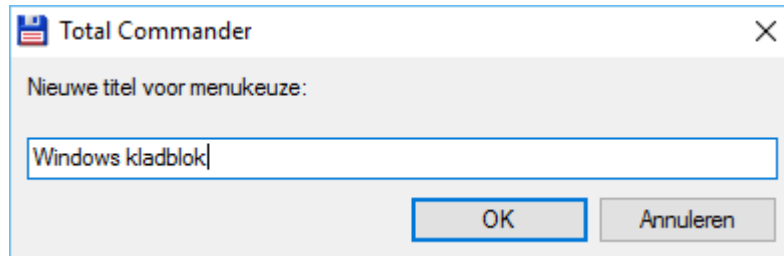 Total Commander
Nieuwe titel voor menukeuze:
Windows kladblok
OK Annuleren